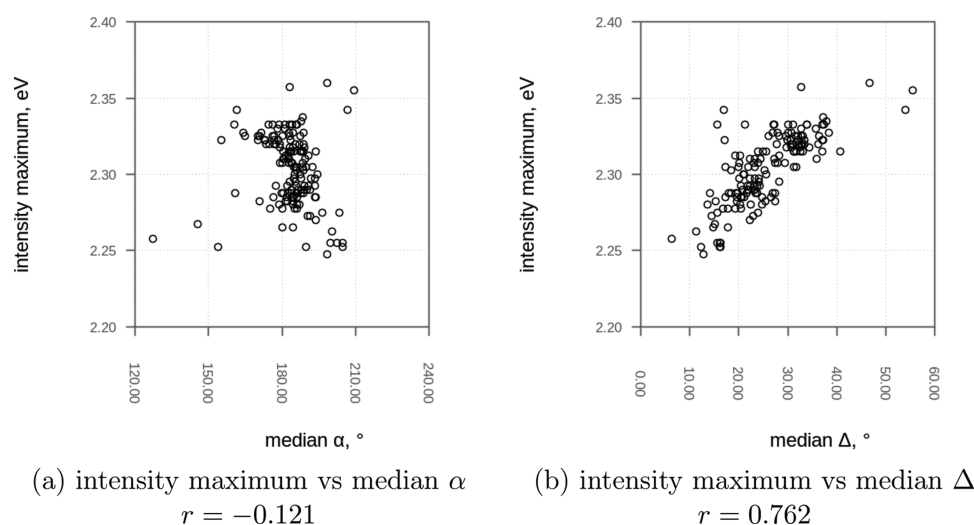 2.40
2.35
2.30
2.25
2.20
intensity maximum, eV
120.00
150.00
180.00
210.00
240.00
median α, °
(a) intensity maximum vs median α
r = −0.121
2.40
2.35
2.30
2.25
2.20
intensity maximum, eV
0.00
10.00
20.00
30.00
40.00
50.00
60.00
median Δ, °
(b) intensity maximum vs median Δ
r = 0.762